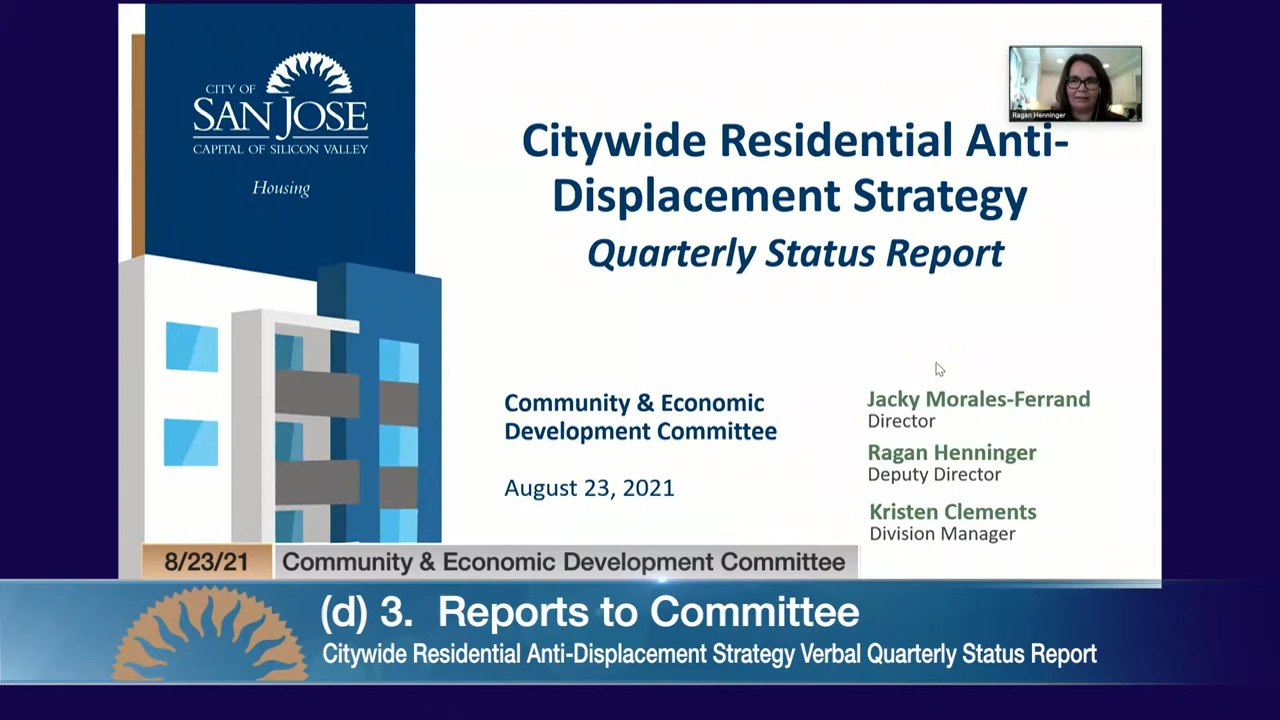 CITY OF
SAN JOSE
CAPITAL OF SILICON VALLEY
Housing
Ragan Henninger
Citywide Residential Anti-
Displacement Strategy
Quarterly Status Report
Community & Economic
Development Committee
August 23, 2021
Jacky Morales-Ferrand
Director
Ragan Henninger
Deputy Director
Kristen Clements
Division Manager
8/23/21 Community & Economic Development Committee
(d) 3. Reports to Committee
Citywide Residential Anti-Displacement Strategy Verbal Quarterly Status Report